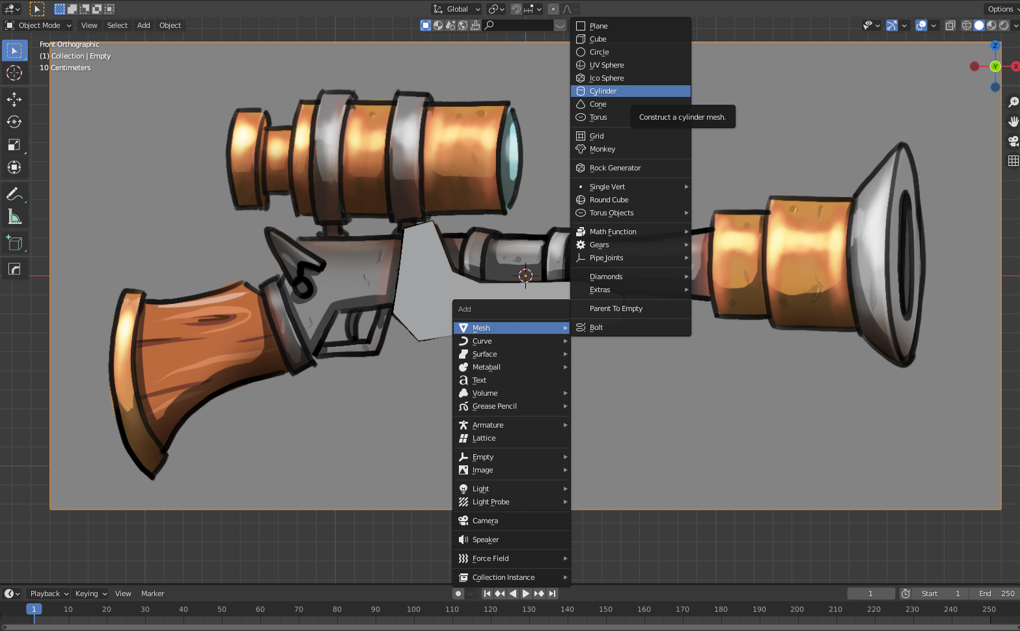 Global
Options
Object Mode
View
Select
Add
Object
Front Orthographic
(1) Collection | Empty
10 Centimeters
Z
Y
X
Plane
Cube
Circle
UV Sphere
Ico Sphere
Cylinder
Cone
Construct a cylinder mesh.
Torus
Grid
Monkey
Rock Generator
Single Vert
Round Cube
Torus Objects
Math Function
Gears
Pipe Joints
Diamonds
Extras
Parent To Empty
Bolt
Add
Mesh
Curve
Surface
Metaball
Text
Volume
Grease Pencil
Armature
Lattice
Empty
Image
Light
Light Probe
Camera
Speaker
Force Field
Collection Instance
Playback
Keying
View
Marker
1
Start 1
End 250
1 10 20 30 40 50 60 70 80 90 100 110 120 130 140 150 160 170 180 190 200 210 220 230 240 250